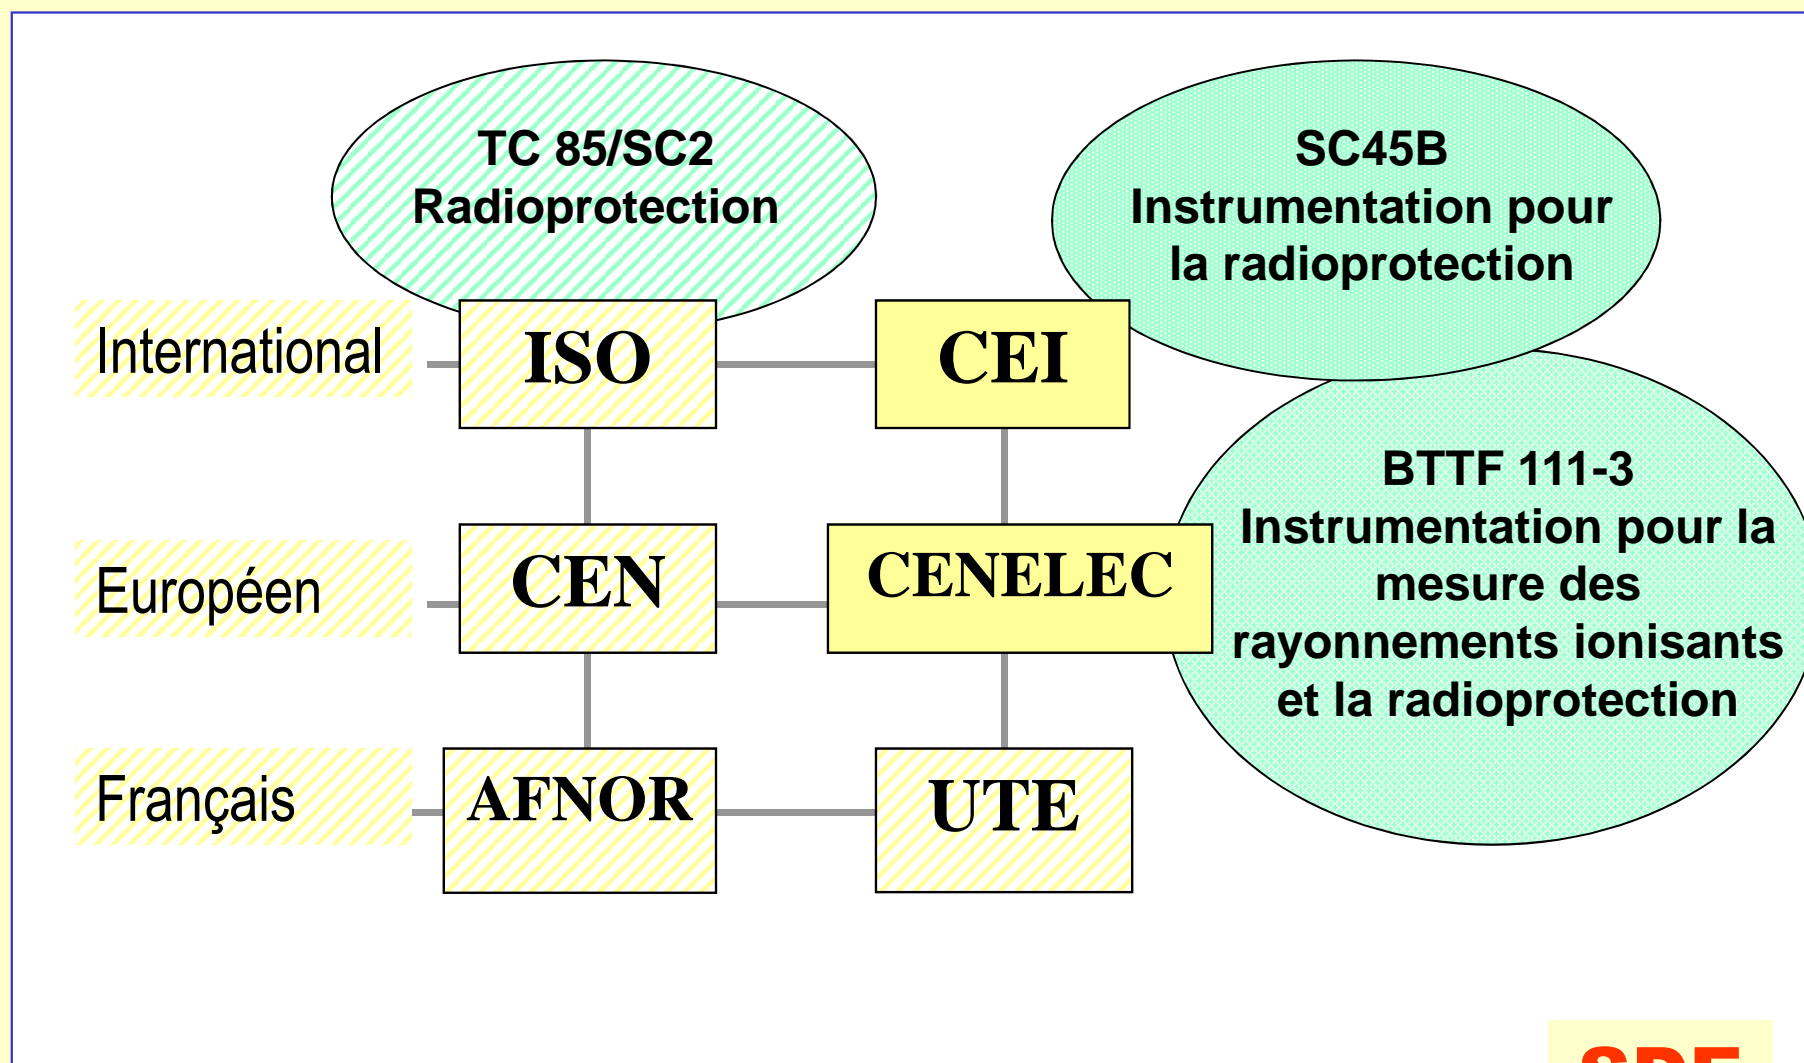 TC 85/SC2
Radioprotection
SC45B
Instrumentation pour
la radioprotection
International
ISO
CEI
BTTF 111-3
Instrumentation pour la
mesure des
rayonnements ionisants
et la radioprotection
Européen
CEN
CENELEC
Français
AFNOR
UTE